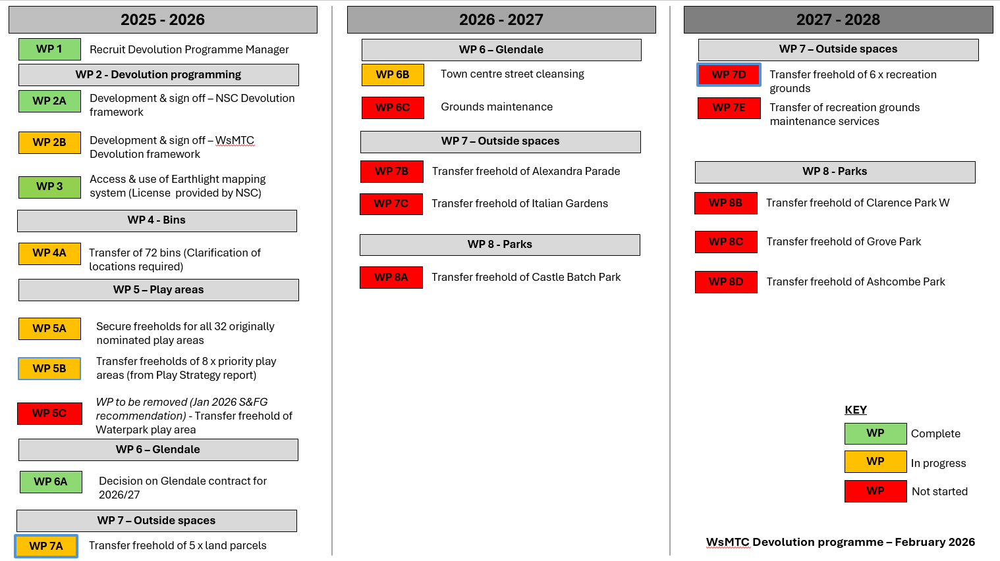 2025 - 2026
WP 1
Recruit Devolution Programme Manager
WP 2 - Devolution programming
WP 2A
Development & sign off – NSC Devolution
framework
WP 2B
Development & sign off – WsMTC
Devolution framework
WP 3
Access & use of Earthlight mapping
system (License  provided by NSC)
WP 4 - Bins
WP 4A
Transfer of 72 bins (Clarification of
locations required)
WP 5 – Play areas
WP 5A
Secure freeholds for all 32 originally
nominated play areas
WP 5B
Transfer freeholds of 8 x priority play
areas (from Play Strategy report)
WP 5C
WP to be removed (Jan 2026 S&FG
recommendation) - Transfer freehold of
Waterpark play area
WP 6 – Glendale
WP 6A
Decision on Glendale contract for
2026/27
WP 7 – Outside spaces
WP 7A
Transfer freehold of 5 x land parcels
2026 - 2027
WP 6 – Glendale
WP 6B
Town centre street cleansing
WP 6C
Grounds maintenance
WP 7 – Outside spaces
WP 7B
Transfer freehold of Alexandra Parade
WP 7C
Transfer freehold of Italian Gardens
WP 8 - Parks
WP 8A
Transfer freehold of Castle Batch Park
2027 - 2028
WP 7 – Outside spaces
WP 7D
Transfer freehold of 6 x recreation
grounds
WP 7E
Transfer of recreation grounds
maintenance services
WP 8 - Parks
WP 8B
Transfer freehold of Clarence Park W
WP 8C
Transfer freehold of Grove Park
WP 8D
Transfer freehold of Ashcombe Park
KEY
WP
Complete
WP
In progress
WP
Not started
WsMTC Devolution programme – February 2026